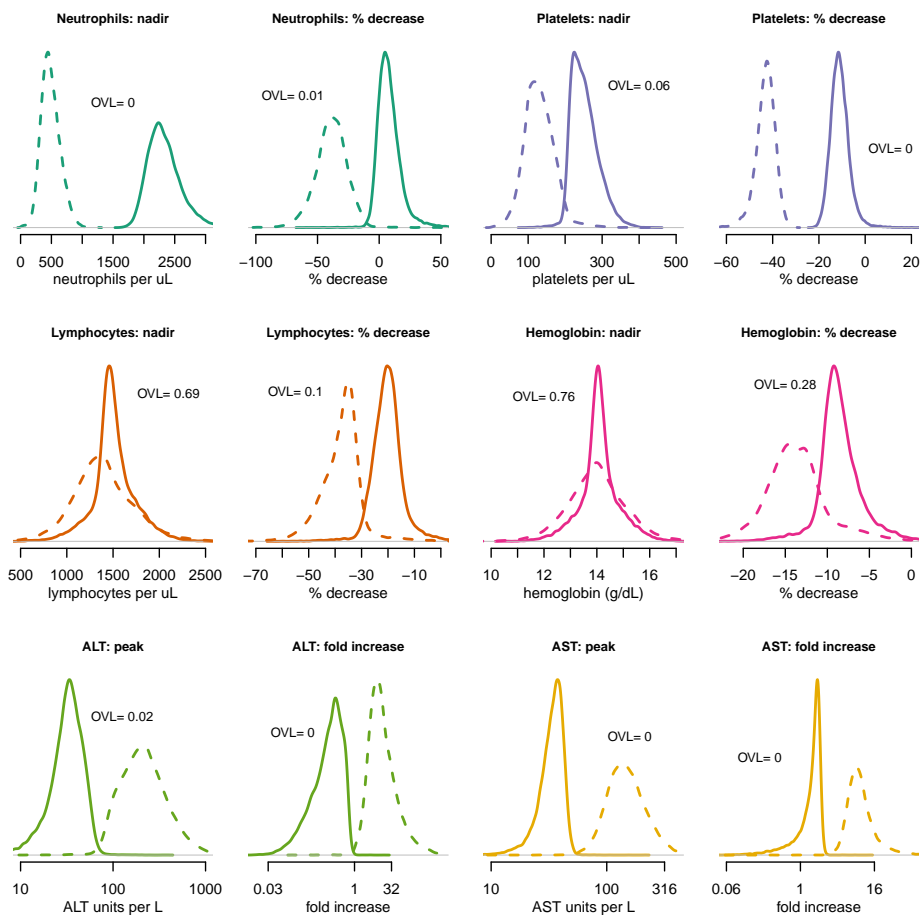 Neutrophils: nadir
OVL= 0
0 500 1500 2500
neutrophils per uL
Neutrophils: % decrease
OVL= 0.01
−100 −50 0 50
% decrease
Platelets: nadir
OVL= 0.06
0 100 200 300 500
platelets per uL
Platelets: % decrease
OVL= 0
−60 −40 −20 0 20
% decrease
Lymphocytes: nadir
OVL= 0.69
500 1000 1500 2000 2500
lymphocytes per uL
Lymphocytes: % decrease
OVL= 0.1
−70 −50 −30 −10 0
% decrease
Hemoglobin: nadir
OVL= 0.76
10 12 14 16
hemoglobin (g/dL)
Hemoglobin: % decrease
OVL= 0.28
−20 −15 −10 −5 0
% decrease
ALT: peak
OVL= 0.02
10 100 1000
ALT units per L
ALT: fold increase
OVL= 0
0.03 1 32
fold increase
AST: peak
OVL= 0
10 100 316
AST units per L
AST: fold increase
OVL= 0
0.06 1 16
fold increase